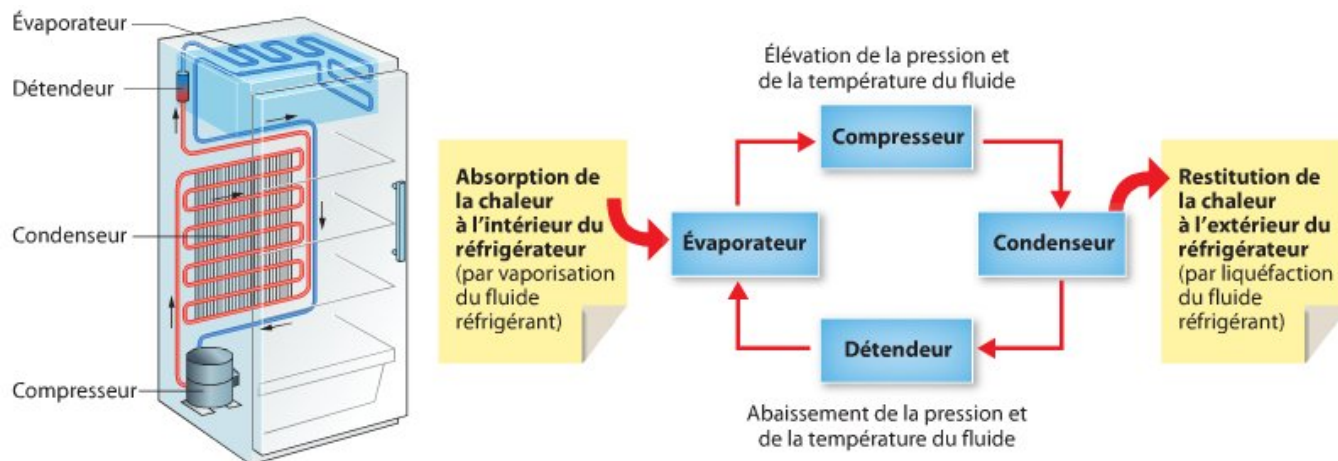 Évaporateur
Détendeur
Condenseur
Compresseur
Absorption de
la chaleur
à l'intérieur du
réfrigérateur
(par vaporisation
du fluide
réfrigérant)
Élévation de la pression et
de la température du fluide
Compresseur
Évaporateur
Condenseur
Détendeur
Abaissement de la pression et
de la température du fluide
Restitution de
la chaleur
à l'extérieur du
réfrigérateur
(par liquéfaction
du fluide
réfrigérant)